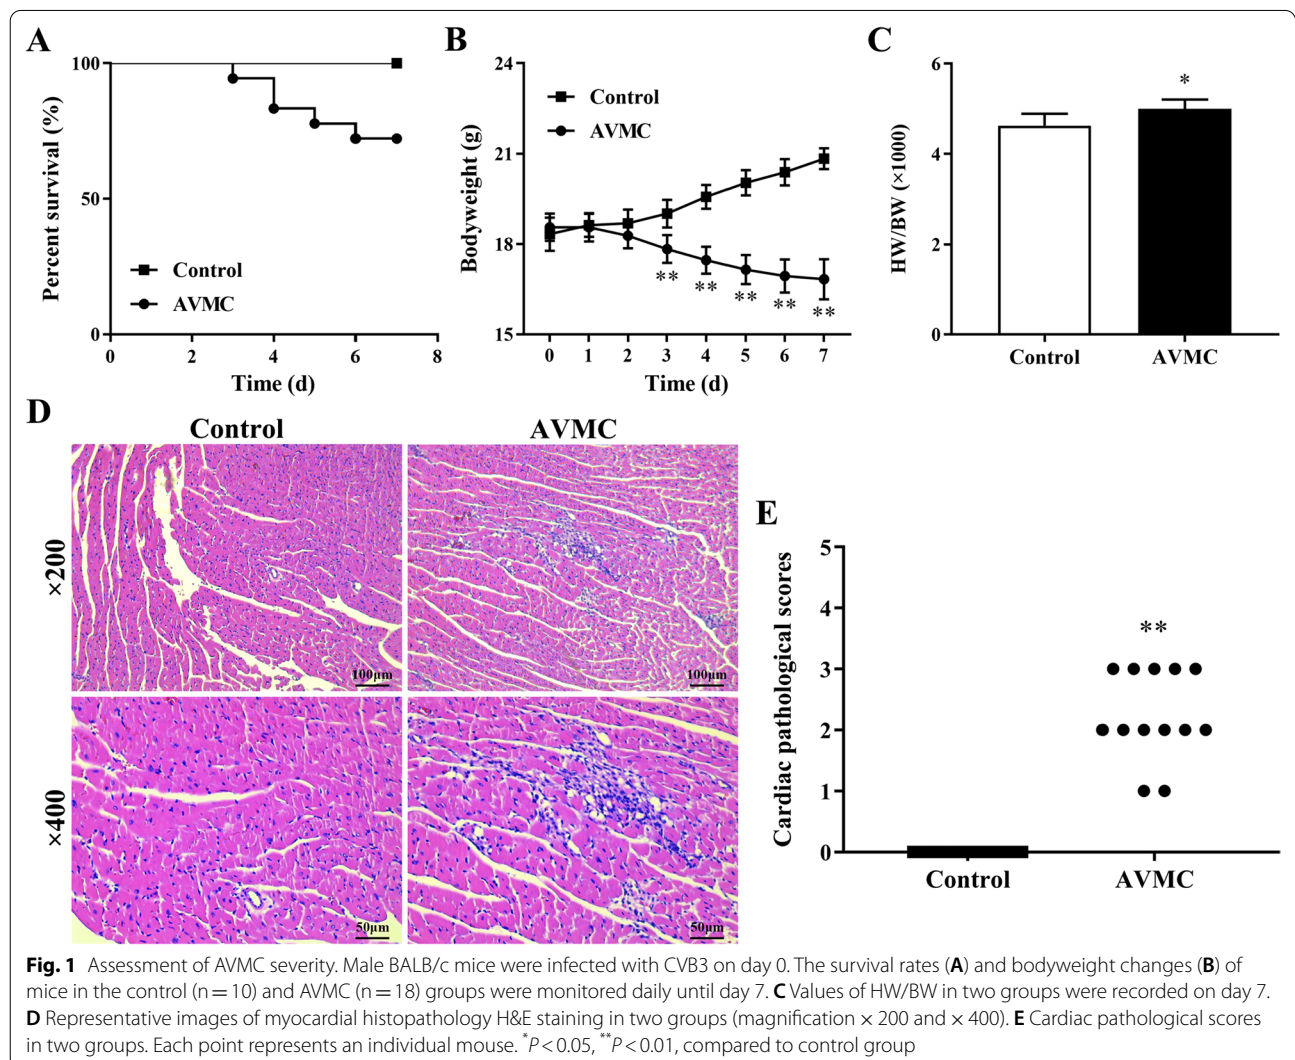 A
100
50
0
Percent survival (%)
Control
AVMC
0 2 4 6 8
Time (d)
B
24
21
18
15
Bodyweight (g)
Control
AVMC
** ** ** ** **
0 1 2 3 4 5 6 7
Time (d)
C
6
4
2
0
HW/BW (×1000)
*
Control AVMC
D
Control AVMC
×200
100μm 100μm
×400
50μm 50μm
E
5
4
3
2
1
0
Cardiac pathological scores
**
Control AVMC
Fig. 1 Assessment of AVMC severity. Male BALB/c mice were infected with CVB3 on day 0. The survival rates (A) and bodyweight changes (B) of
mice in the control (n = 10) and AVMC (n = 18) groups were monitored daily until day 7. C Values of HW/BW in two groups were recorded on day 7.
D Representative images of myocardial histopathology H&E staining in two groups (magnification × 200 and × 400). E Cardiac pathological scores
in two groups. Each point represents an individual mouse. *P < 0.05, **P < 0.01, compared to control group